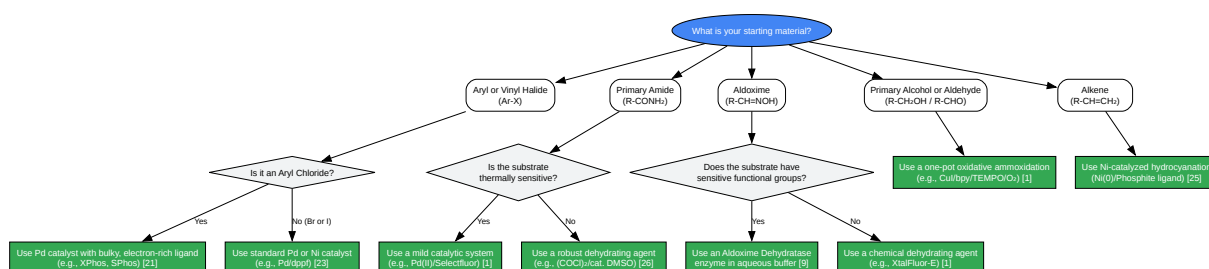 What is your starting material?
Aryl or Vinyl Halide
(Ar-X)
Primary Amide
(R-CONH₂)
Aldoxime
(R-CH=NOH)
Primary Alcohol or Aldehyde
(R-CH₂OH / R-CHO)
Alkene
(R-CH=CH₂)
Is it an Aryl Chloride?
Is the substrate
thermally sensitive?
Does the substrate have
sensitive functional groups?
Use a one-pot oxidative ammoxidation
(e.g., CuI/bpy/TEMPO/O₂) [1]
Use Ni-catalyzed hydrocyanation
(Ni(0)/Phosphite ligand) [25]
Yes
No (Br or I)
Yes
No
Yes
No
Use Pd catalyst with bulky, electron-rich ligand
(e.g., XPhos, SPhos) [21]
Use standard Pd or Ni catalyst
(e.g., Pd/dppf) [23]
Use a mild catalytic system
(e.g., Pd(II)/Selectfluor) [1]
Use a robust dehydrating agent
(e.g., (COCl)₂/cat. DMSO) [26]
Use an Aldoxime Dehydratase
enzyme in aqueous buffer [9]
Use a chemical dehydrating agent
(e.g., XtalFluor-E) [1]